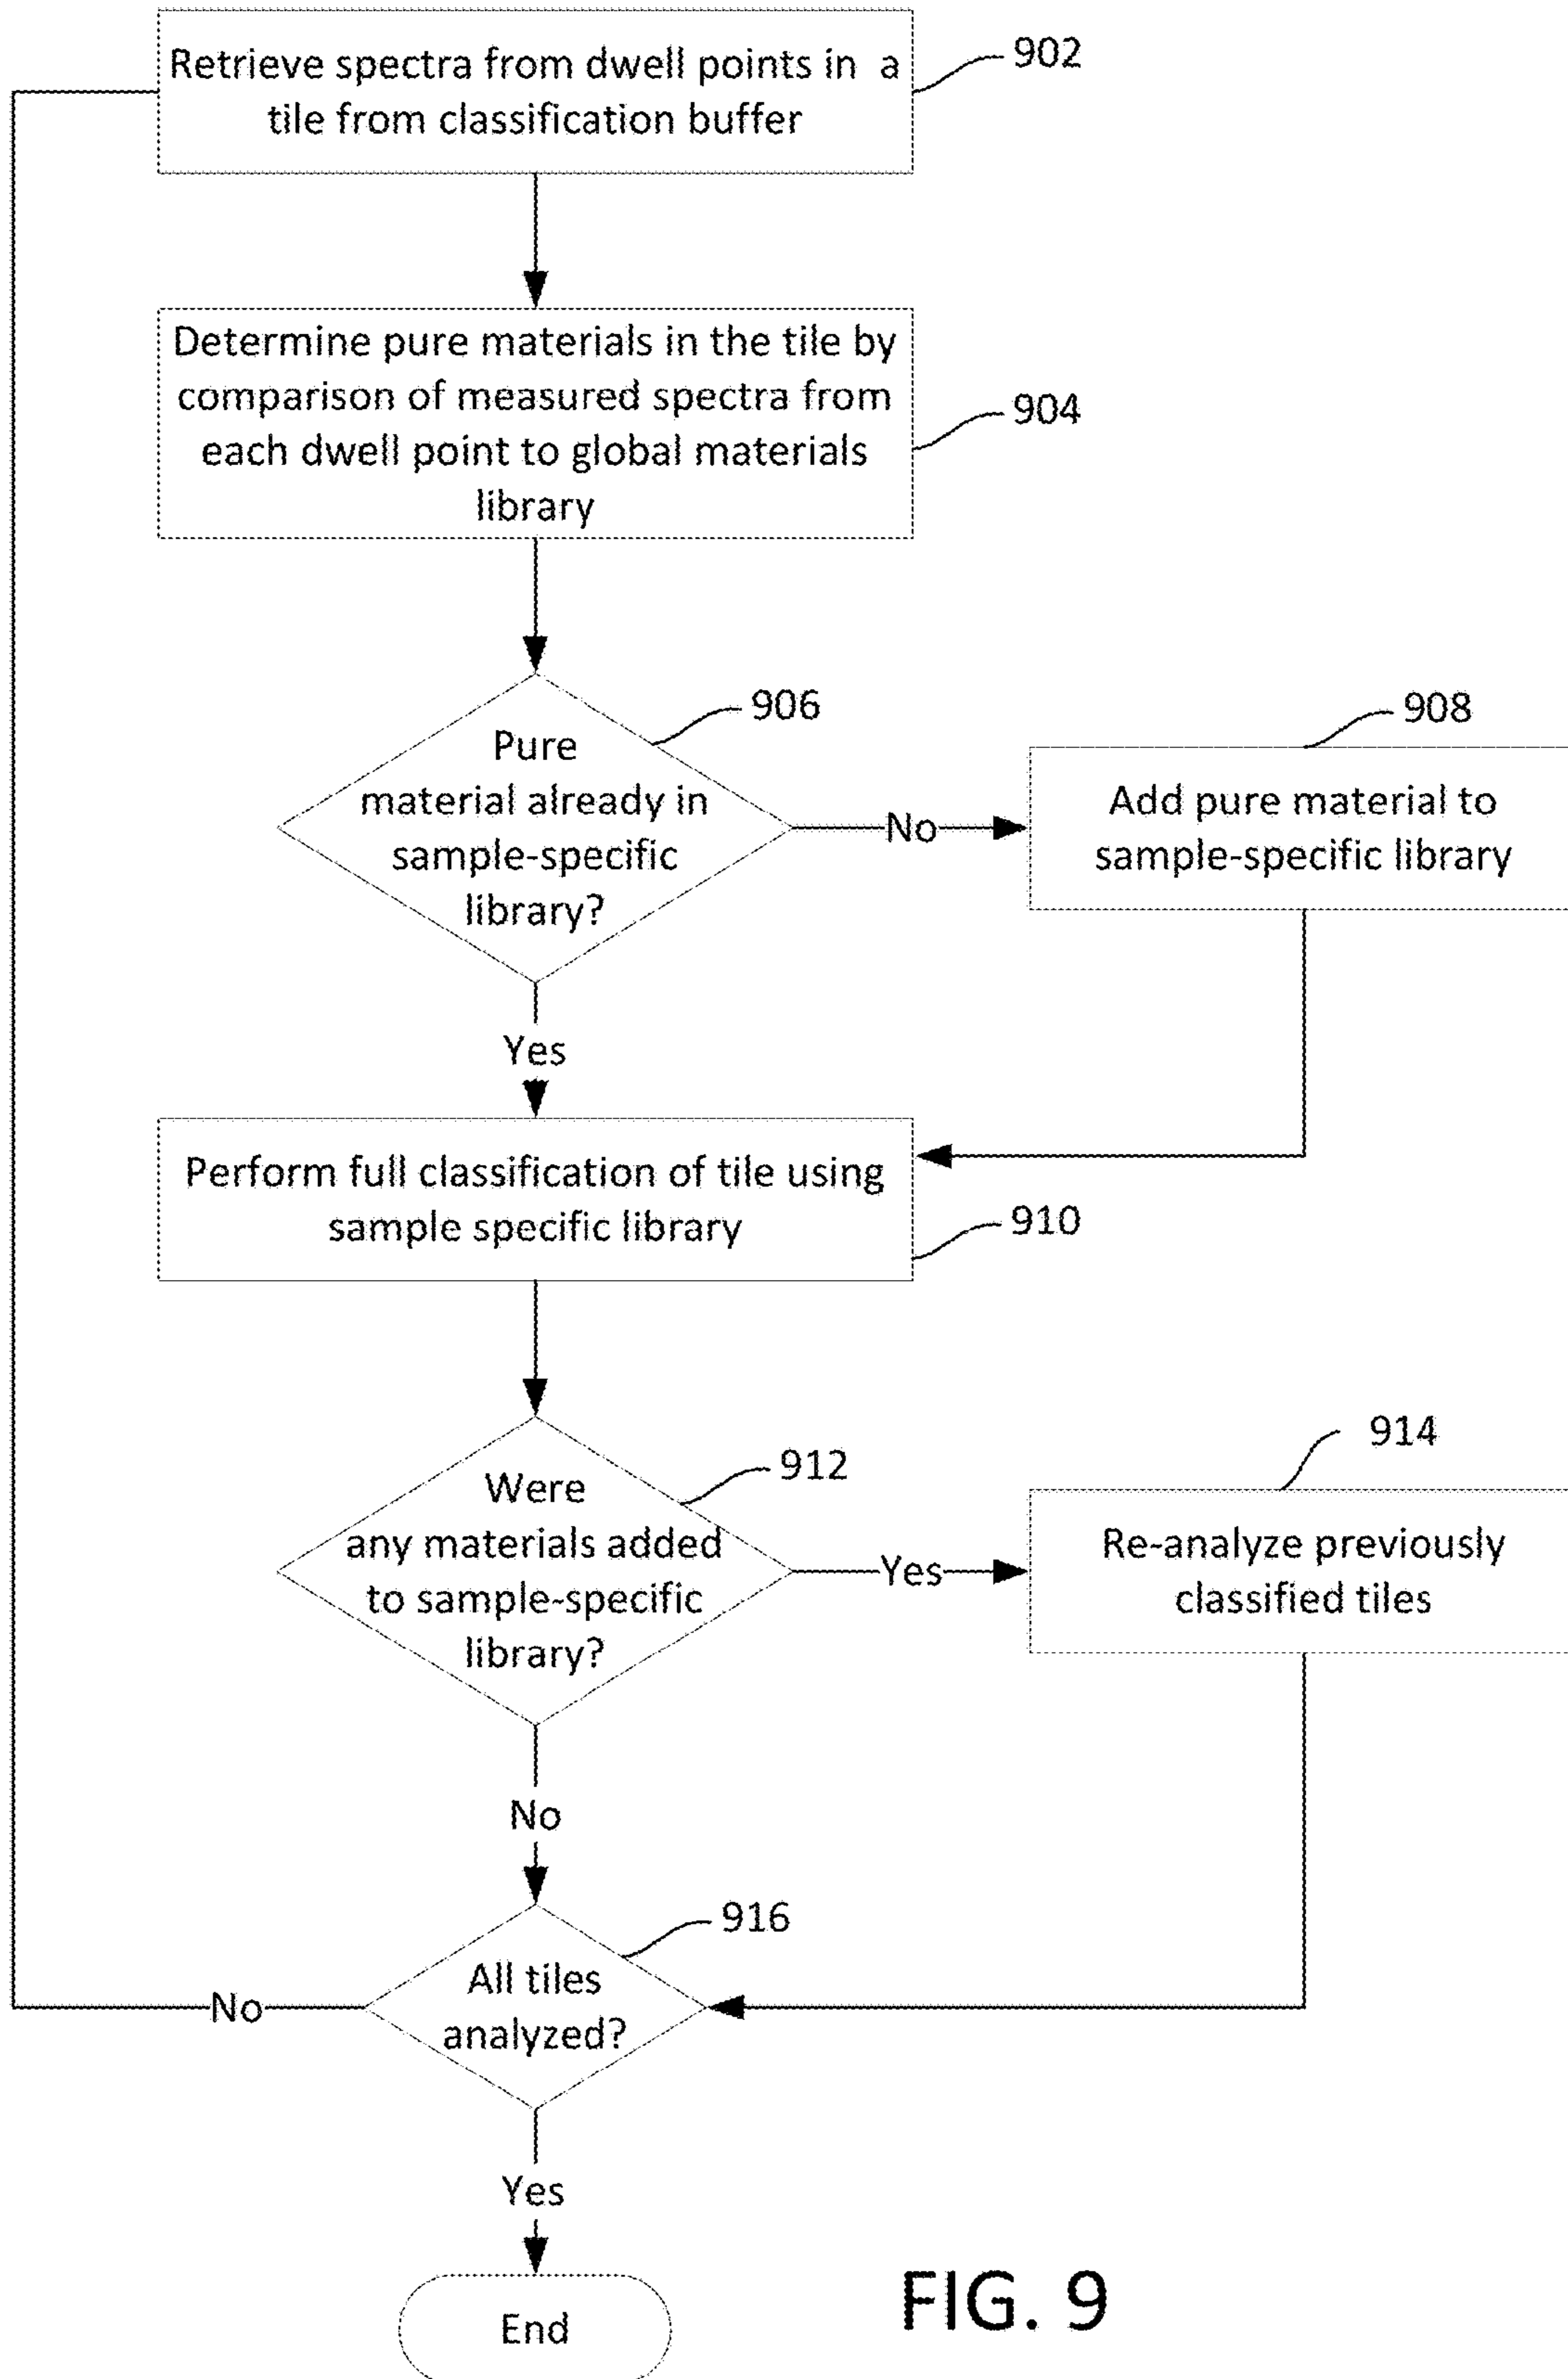 Retrieve spectra from dwell points in a
tile from classification buffer
902
Determine pure materials in the tile by
comparison of measured spectra from
each dwell point to global materials
library
904
Pure
material already in
sample-specific
library?
906
No
908
Add pure material to
sample-specific library
Yes
Perform full classification of tile using
sample specific library
910
Were
any materials added
to sample-specific
library?
912
Yes
914
Re-analyze previously
classified tiles
No
All tiles
analyzed?
916
No
Yes
End
FIG. 9